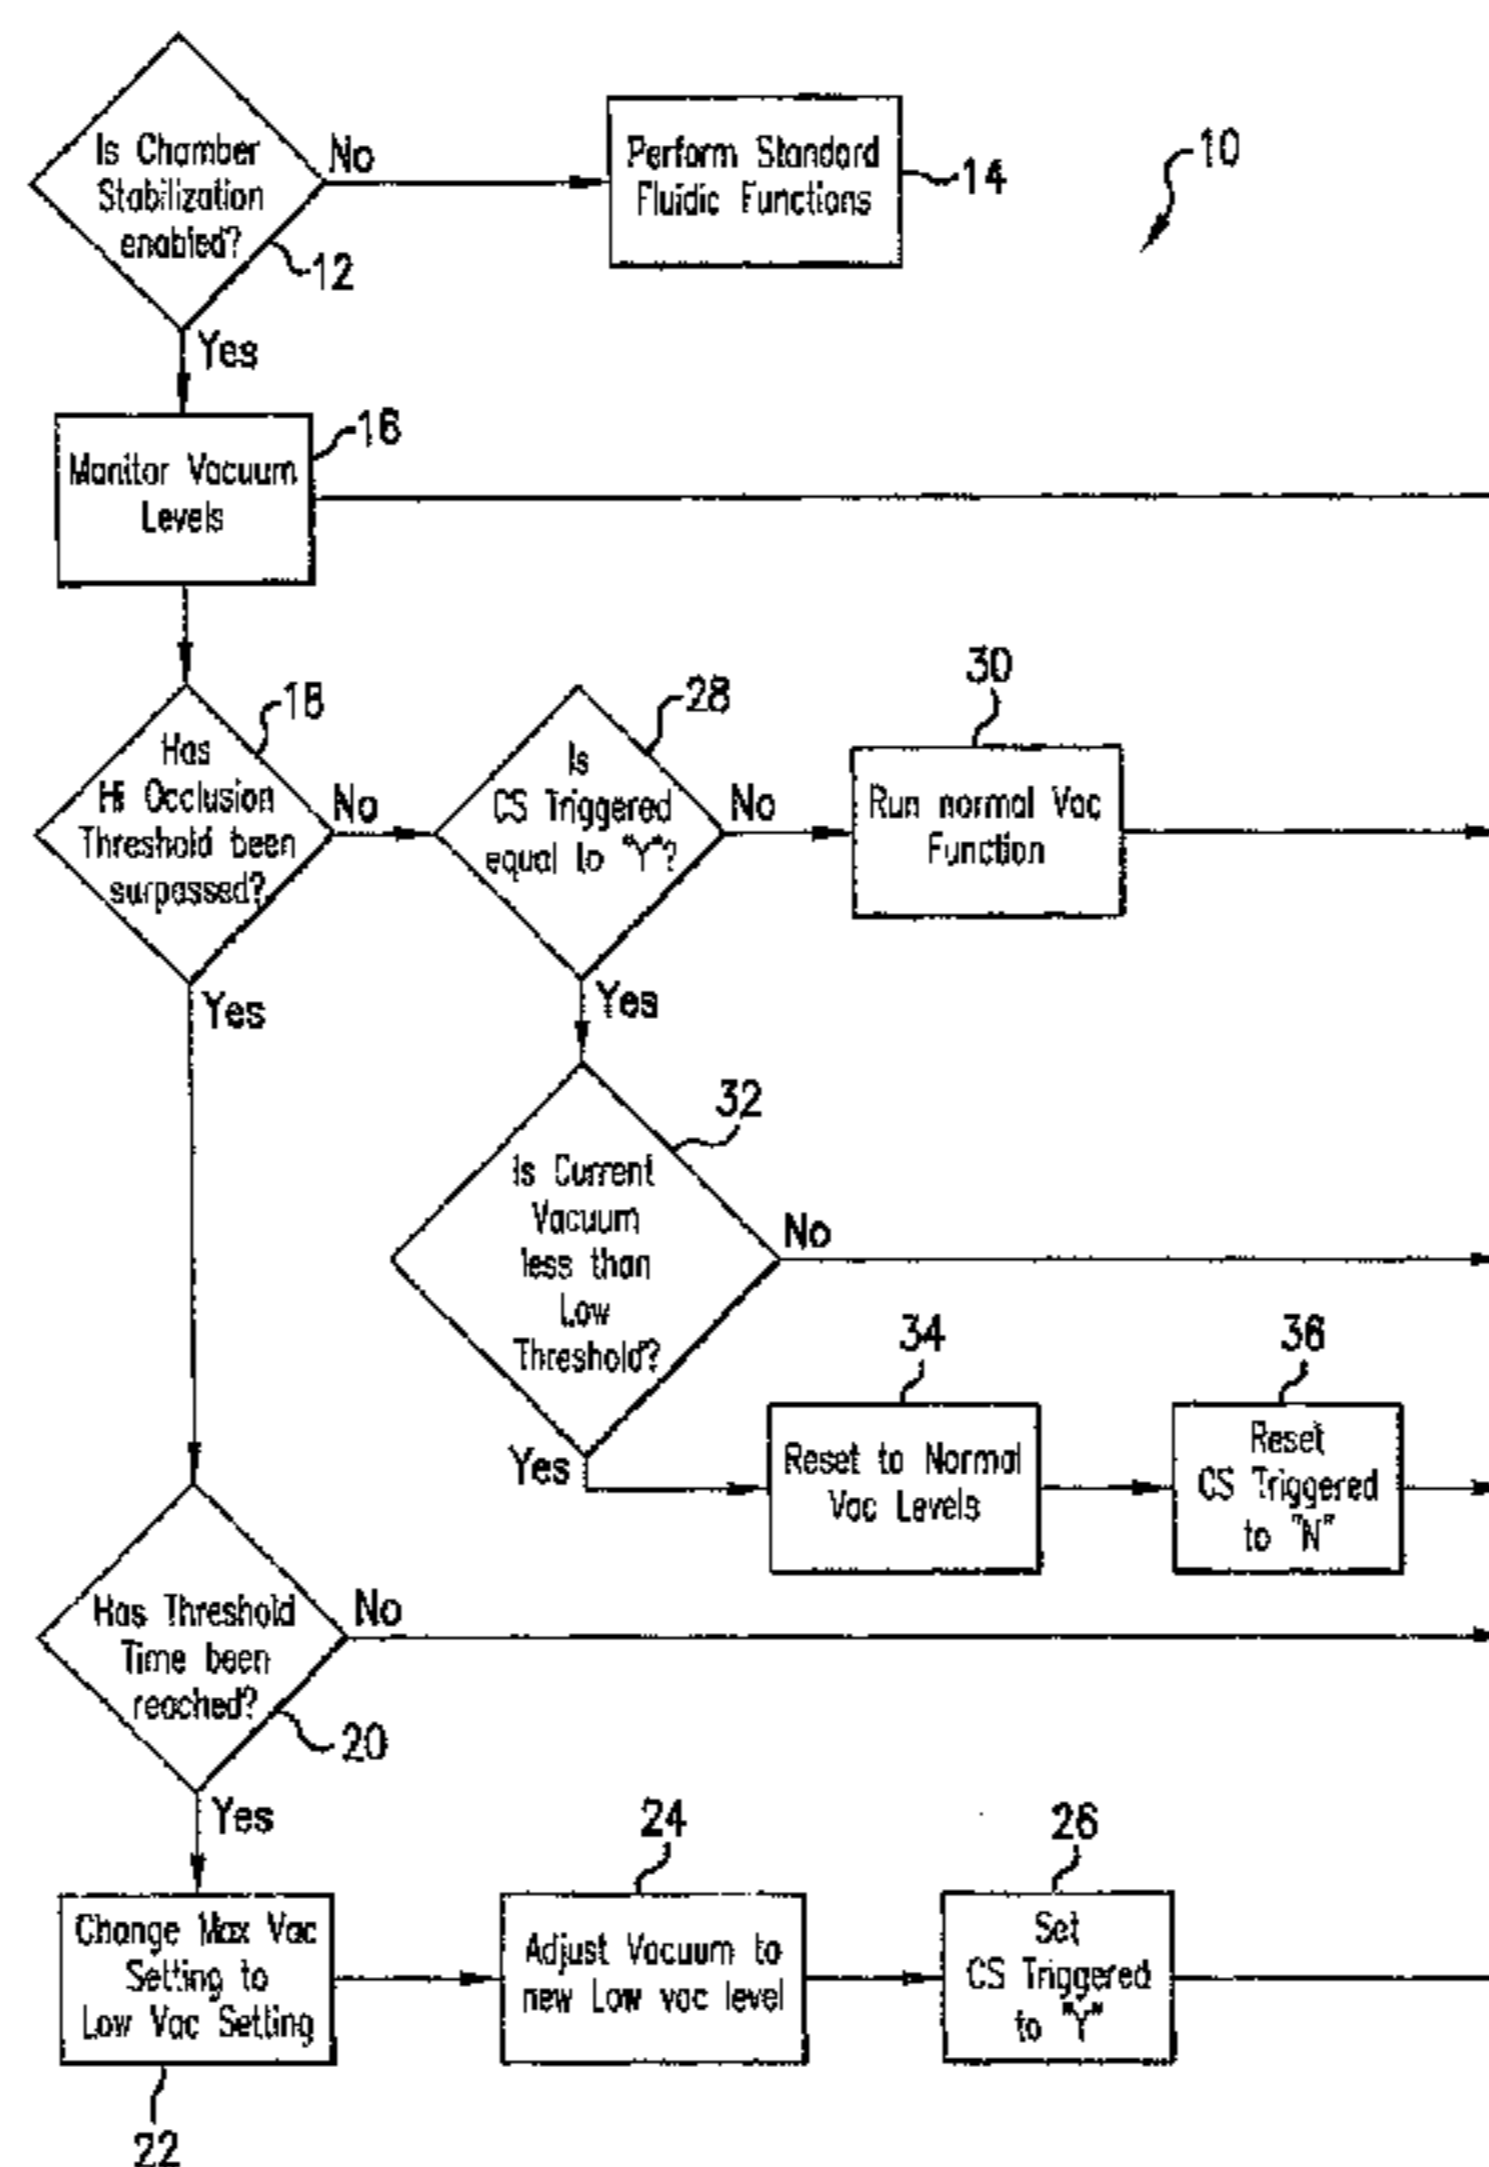 Is Chamber
Stabilization
enabled?
No
12
Perform Standard
Fluidic Functions
14
10
Yes
Monitor Vacuum
Levels
16
Has
Hi Occlusion
Threshold been
surpassed?
18
No
Is
CS Triggered
equal to "Y"?
28
No
Run normal Vac
Function
30
Yes
Yes
Is Current
Vacuum
less than
Low
Threshold?
32
No
Yes
Reset to Normal
Vac Levels
34
Reset
CS Triggered
to "N"
36
Has Threshold
Time been
reached?
No
20
Yes
Change Max Vac
Setting to
Low Vac Setting
22
Adjust Vacuum to
new Low vac level
24
Set
CS Triggered
to "Y"
26